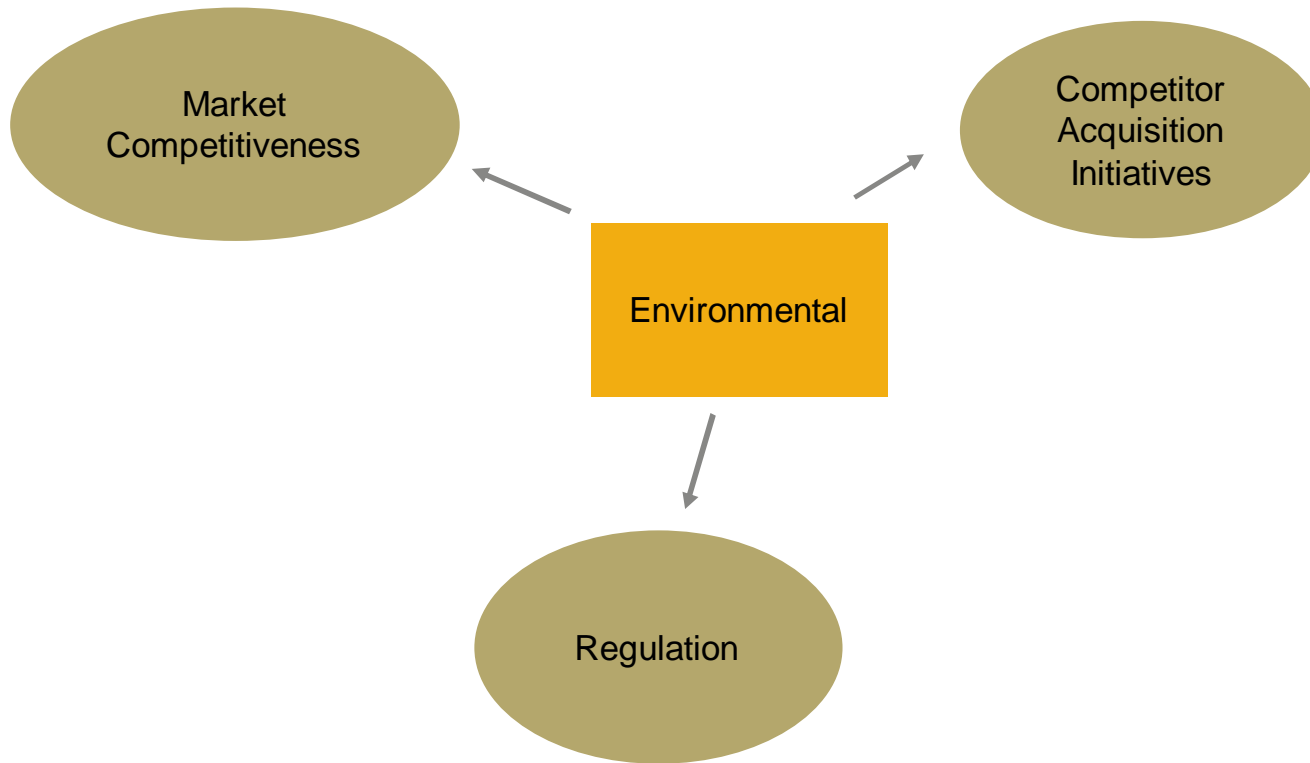 Market
Competitiveness
Competitor
Acquisition
Initiatives
Environmental
Regulation